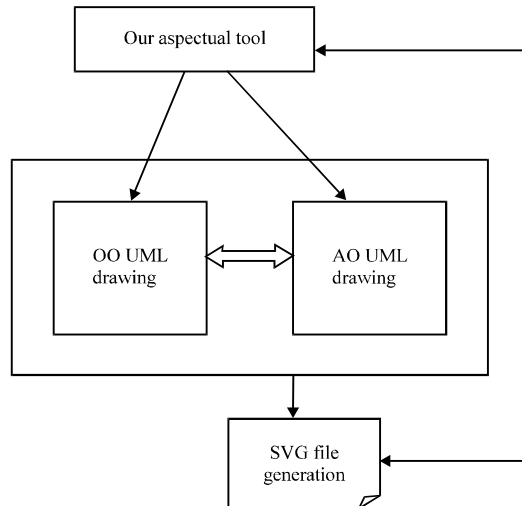 Our aspectual tool
OO UML
drawing
AO UML
drawing
SVG file
generation